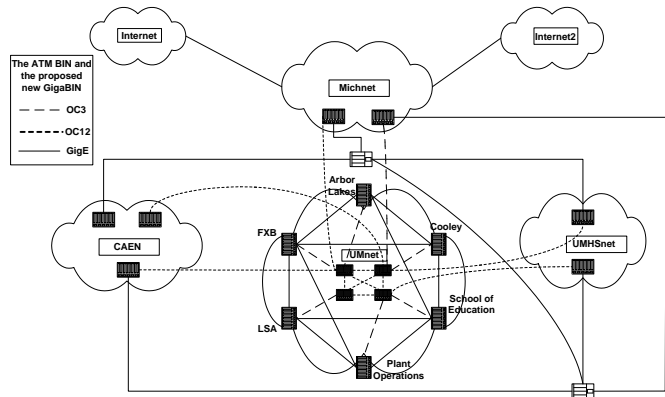 Internet
Internet2
The ATM BIN and
the proposed
new GigaBIN
OC3
OC12
GigE
Michnet
Arbor
Lakes
FXB
Cooley
CAEN
/UMnet
UMHSnet
LSA
School of
Education
Plant
Operations